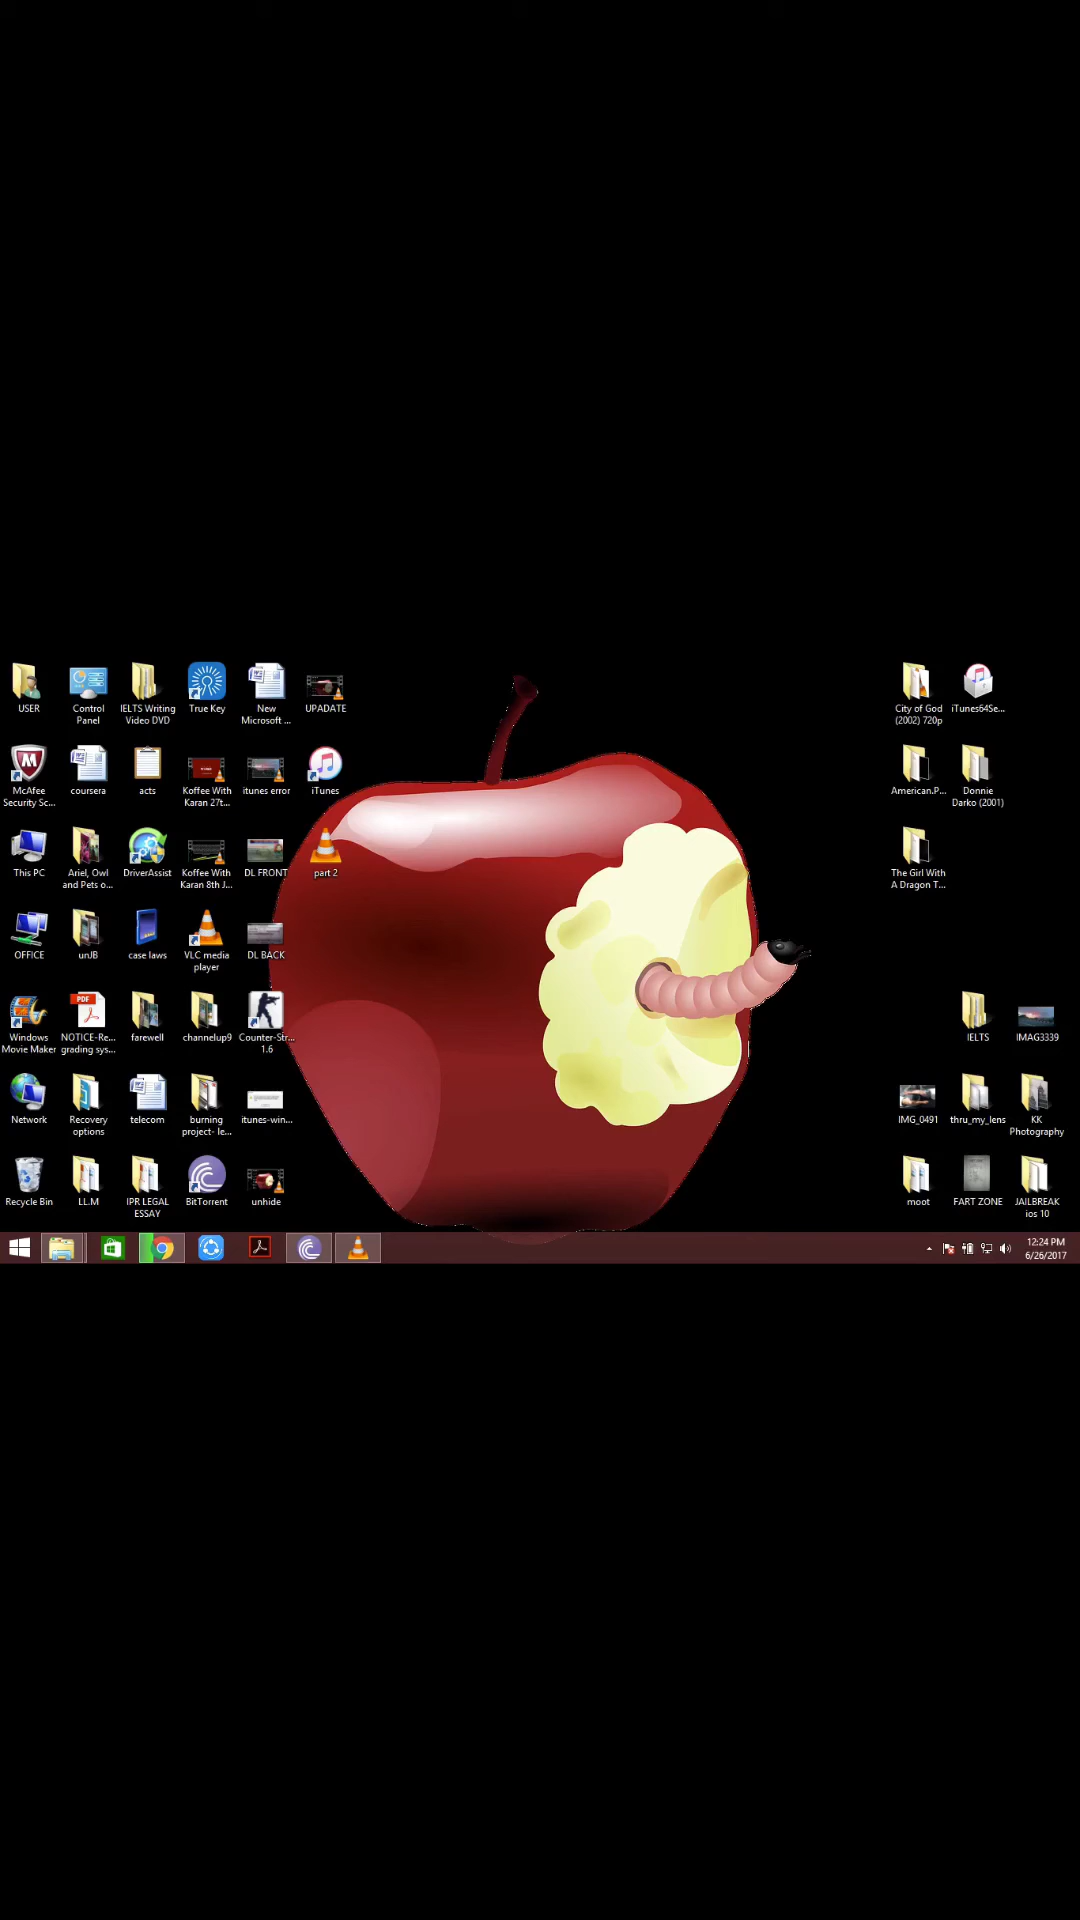 USER
Control
Panel
IELTS Writing
Video DVD
True Key
New
Microsoft ...
UPADATE
City of God
(2002) 720p
iTunes64Se...
McAfee
Security Sc...
coursera
acts
Koffee With
Karan 27t...
itunes error
iTunes
American.P...
Donnie
Darko (2001)
This PC
Ariel, Owl
and Pets o...
DriverAssist
Koffee With
Karan 8th J...
DL FRONT
part 2
The Girl With
A Dragon T...
OFFICE
unJB
case laws
VLC media
player
DL BACK
Windows
Movie Maker
PDF
NOTICE-Re...
grading sys...
farewell
channelup9
Counter-Str...
1.6
IELTS
IMAG3339
Network
Recovery
options
telecom
burning
project- le...
itunes-win...
IMG_0491
thru_my_lens
KK
Photography
Recycle Bin
LL.M
IPR LEGAL
ESSAY
BitTorrent
unhide
moot
FART ZONE
JAILBREAK
ios 10
12:24 PM
6/26/2017